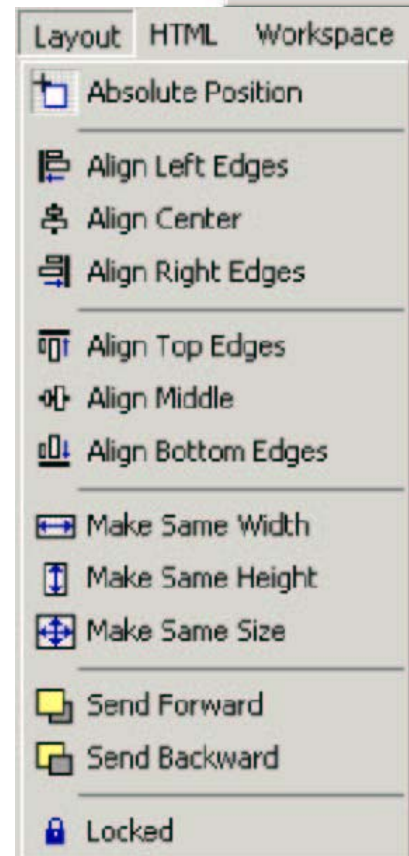 Layout HTML Workspace
Absolute Position
Align Left Edges
Align Center
Align Right Edges
Align Top Edges
Align Middle
Align Bottom Edges
Make Same Width
Make Same Height
Make Same Size
Send Forward
Send Backward
Locked